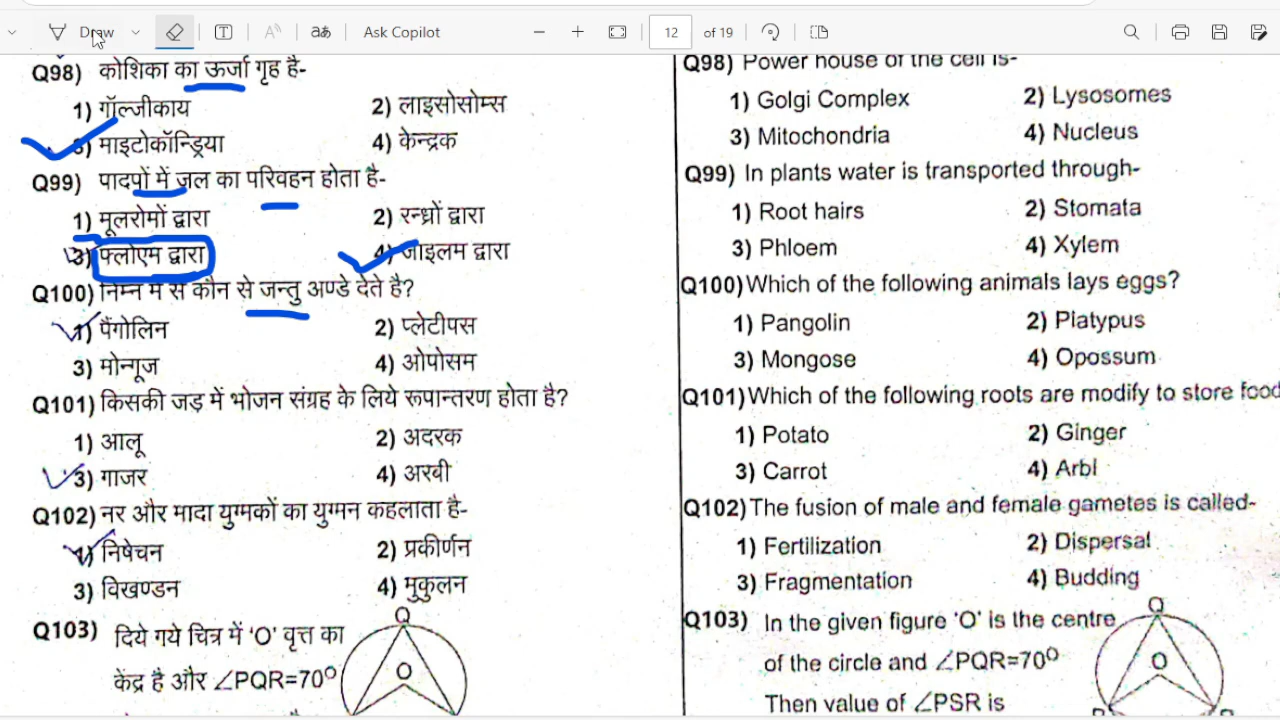 Draw
aあ
Ask Copilot
12 of 19
Q98) कोशिका का ऊर्जा गृह है-
1) गॉल्जीकाय 2) लाइसोसोम्स
3) माइटोकॉन्ड्रिया 4) केन्द्रक
Q99) पादपों में जल का परिवहन होता है-
1) मूलरोमों द्वारा 2) रन्ध्रों द्वारा
3) फ्लोएम द्वारा 4) जाइलम द्वारा
Q100) निम्न में से कौन से जन्तु अण्डे देते है?
1) पैंगोलिन 2) प्लेटीपस
3) मोन्गूज 4) ओपोसम
Q101) किसकी जड़ में भोजन संग्रह के लिये रूपान्तरण होता है?
1) आलू 2) अदरक
3) गाजर 4) अरबी
Q102) नर और मादा युग्मकों का युग्मन कहलाता है-
1) निषेचन 2) प्रकीर्णन
3) विखण्डन 4) मुकुलन
Q103) दिये गये चित्र में 'O' वृत्त का
केंद्र है और ∠PQR=70⁰
Q
O
Q98) Power house of the cell is-
1) Golgi Complex 2) Lysosomes
3) Mitochondria 4) Nucleus
Q99) In plants water is transported through-
1) Root hairs 2) Stomata
3) Phloem 4) Xylem
Q100) Which of the following animals lays eggs?
1) Pangolin 2) Platypus
3) Mongose 4) Opossum
Q101) Which of the following roots are modify to store food
1) Potato 2) Ginger
3) Carrot 4) Arbi
Q102) The fusion of male and female gametes is called-
1) Fertilization 2) Dispersal
3) Fragmentation 4) Budding
Q103) In the given figure 'O' is the centre
of the circle and ∠PQR=70⁰
Then value of ∠PSR is
Q
O